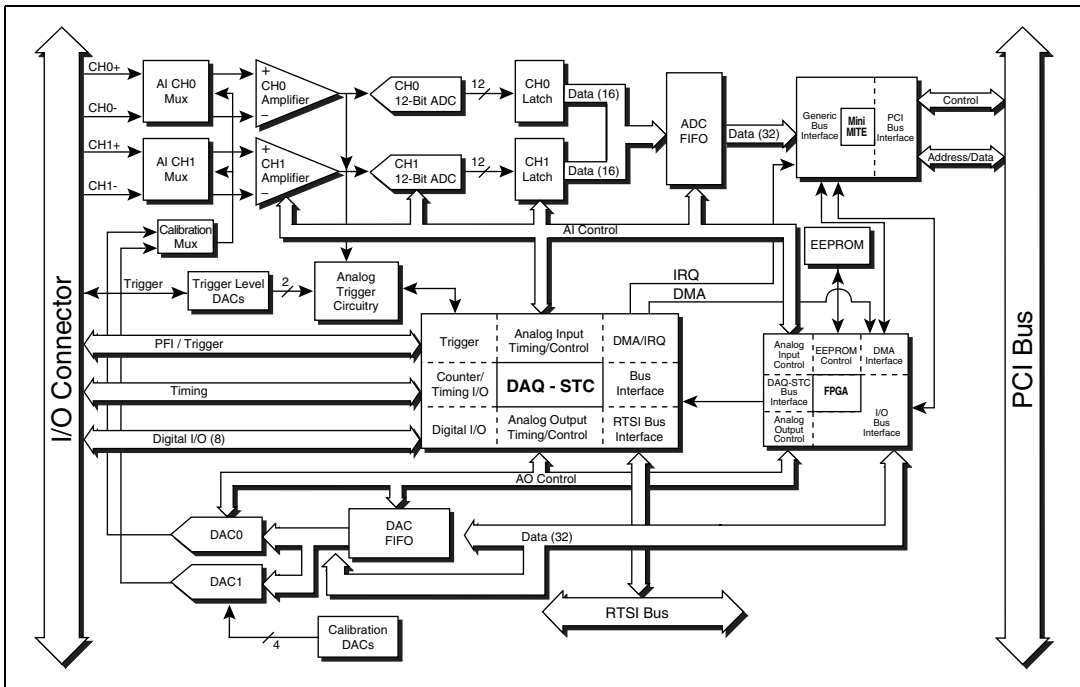 I/O Connector
CH0+
CH0-
CH1+
CH1-
AI CH0
Mux
AI CH1
Mux
+
CH0
Amplifier
–
+
CH1
Amplifier
–
CH0
12-Bit ADC
12
CH1
12-Bit ADC
12
CH0
Latch
Data (16)
CH1
Latch
Data (16)
ADC
FIFO
Data (32)
Generic
Bus
Interface
Mini
MITE
PCI
Bus
Interface
Control
Address/Data
PCI Bus
Calibration
Mux
AI Control
EEPROM
Trigger
Trigger Level
DACs
2
Analog
Trigger
Circuitry
IRQ
DMA
PFI / Trigger
Timing
Digital I/O (8)
Trigger
Analog Input
Timing/Control
DMA/IRQ
Counter/
Timing I/O
DAQ - STC
Bus
Interface
Digital I/O
Analog Output
Timing/Control
RTSI Bus
Interface
Analog
Input
Control
EEPROM
Control
DMA
Interface
DAQ-STC
Bus
Interface
FPGA
I/O
Bus
Interface
Analog
Output
Control
AO Control
DAC0
DAC
FIFO
Data (32)
DAC1
Calibration
DACs
4
RTSI Bus